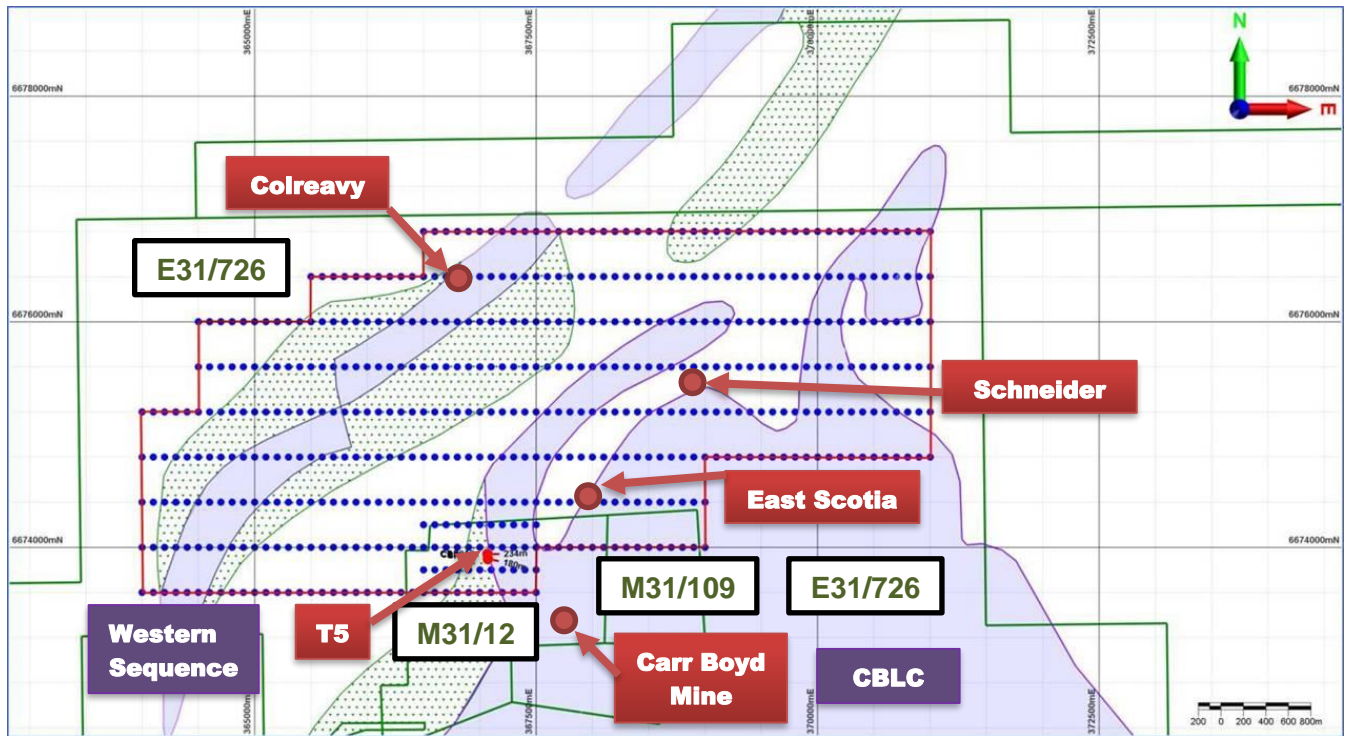 365000mE
367500mE
370000mE
372500mE
N
6678000mN
6678000mN
E
Colreavy
E31/726
6676000mN
6676000mN
Schneider
East Scotia
6674000mN
6674000mN
234m
180m
M31/109
E31/726
Western
Sequence
T5
M31/12
Carr Boyd
Mine
CBLC
365000mE
367500mE
370000mE
372500mE
200 0 200 400 600 800m